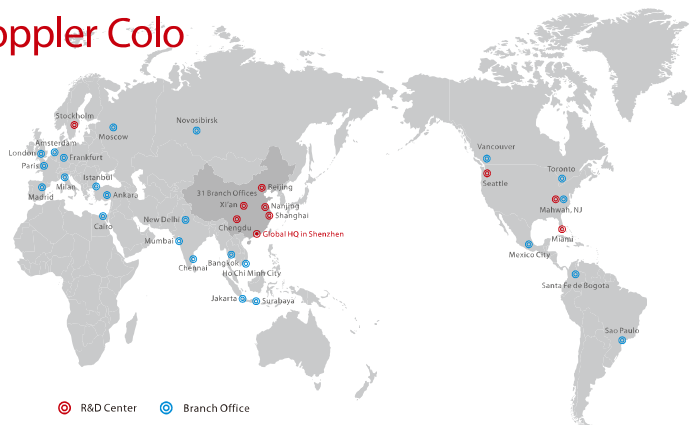 oppler Colo
Stockholm
Moscow
Novosibirsk
Amsterdam
London
Frankfurt
Paris
Milan
Istanbul
Madrid
Ankara
Cairo
31 Branch Offices
Beijing
Xi'an
Nanjing
Shanghai
Chengdu
Global HQ in Shenzhen
New Delhi
Mumbai
Chennai
Bangkok
Ho Chi Minh City
Jakarta
Surabaya
Vancouver
Seattle
Toronto
Mahwah, NJ
Miami
Mexico City
Santa Fe de Bogota
Sao Paulo
R&D Center
Branch Office